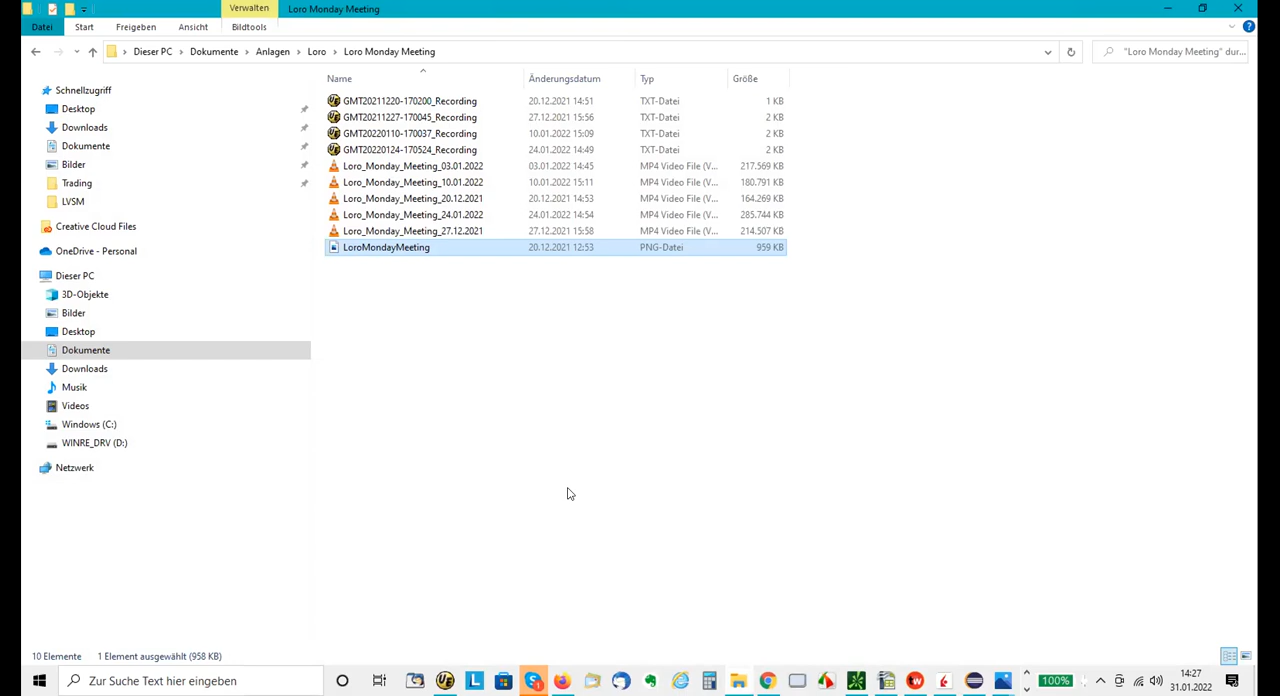 Verwalten Loro Monday Meeting
Datei Start Freigeben Ansicht Bildtools
Dieser PC > Dokumente > Anlagen > Loro > Loro Monday Meeting "Loro Monday Meeting" dur...
Name Änderungsdatum Typ Größe
Schnellzugriff
Desktop
Downloads
Dokumente
Bilder
Trading
LVSM
Creative Cloud Files
OneDrive - Personal
Dieser PC
3D-Objekte
Bilder
Desktop
Dokumente
Downloads
Musik
Videos
Windows (C:)
WINRE_DRV (D:)
Netzwerk
GMT20211220-170200_Recording 20.12.2021 14:51 TXT-Datei 1 KB
GMT20211227-170045_Recording 27.12.2021 15:56 TXT-Datei 2 KB
GMT20220110-170037_Recording 10.01.2022 15:09 TXT-Datei 2 KB
GMT20220124-170524_Recording 24.01.2022 14:49 TXT-Datei 2 KB
Loro_Monday_Meeting_03.01.2022 03.01.2022 14:45 MP4 Video File (V... 217.569 KB
Loro_Monday_Meeting_10.01.2022 10.01.2022 15:11 MP4 Video File (V... 180.791 KB
Loro_Monday_Meeting_20.12.2021 20.12.2021 14:53 MP4 Video File (V... 164.269 KB
Loro_Monday_Meeting_24.01.2022 24.01.2022 14:54 MP4 Video File (V... 285.744 KB
Loro_Monday_Meeting_27.12.2021 27.12.2021 15:58 MP4 Video File (V... 214.507 KB
LoroMondayMeeting 20.12.2021 12:53 PNG-Datei 959 KB
10 Elemente 1 Element ausgewählt (958 KB)
Zur Suche Text hier eingeben 100% 14:27
31.01.2022